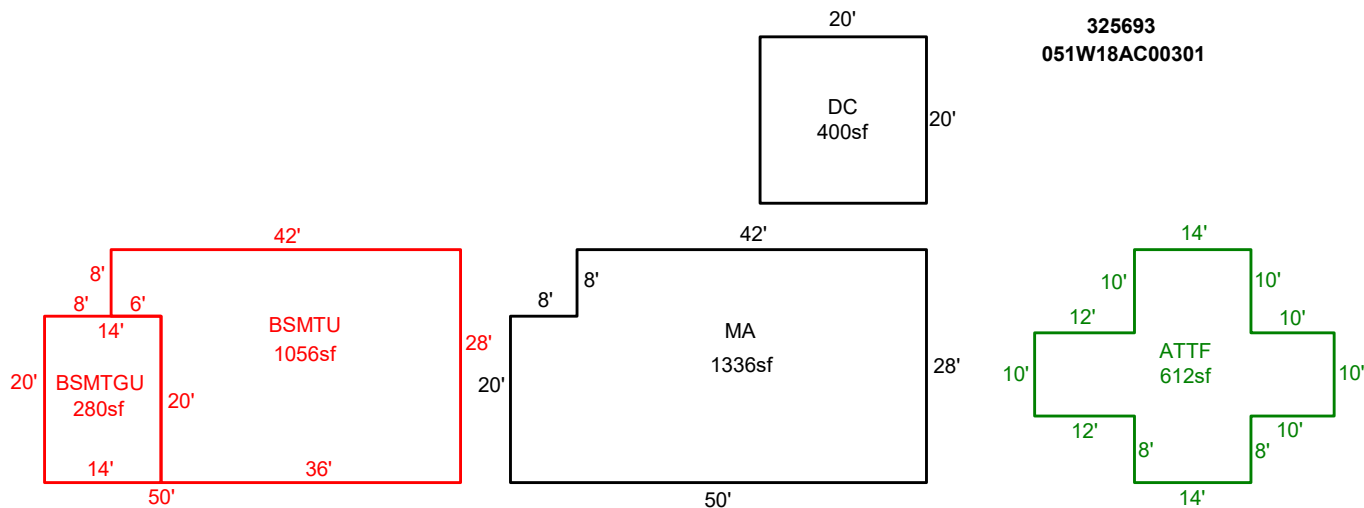 20'
325693
051W18AC00301
DC
400sf
20'
42'
8'
8'
6'
14'
BSMTU
1056sf
28'
20'
BSMTGU
280sf
20'
14'
36'
50'
42'
8'
8'
MA
1336sf
28'
20'
50'
14'
10'
10'
12'
10'
ATTF
612sf
10'
10'
12'
10'
8'
8'
14'